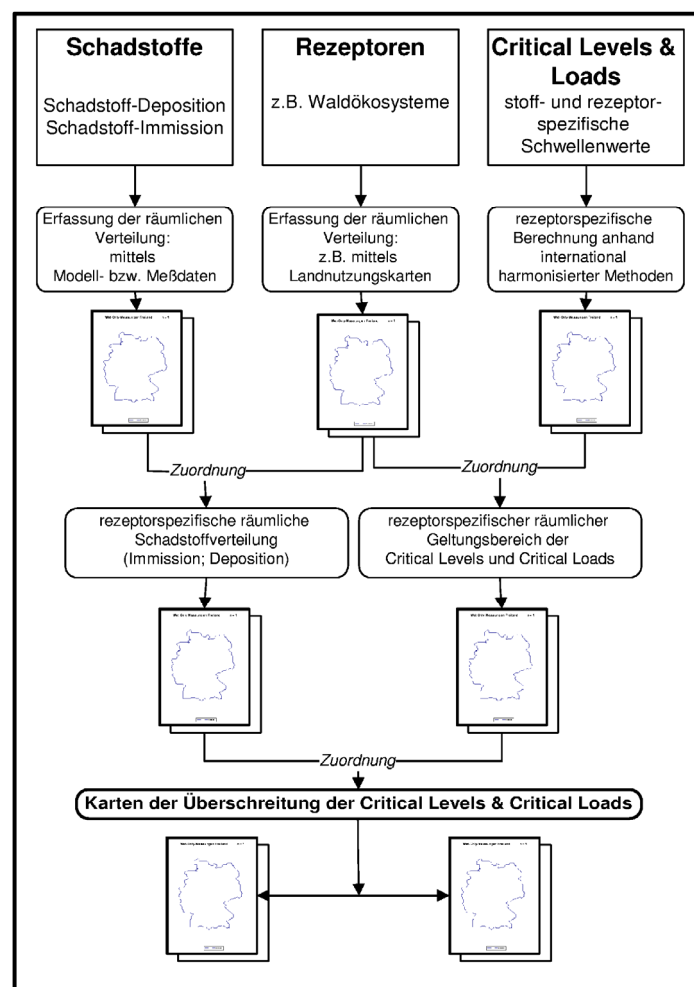 Schadstoffe
Schadstoff-Deposition
Schadstoff-Immission
Rezeptoren
z.B. Waldökosysteme
Critical Levels &
Loads
stoff- und rezeptor-
spezifische
Schwellenwerte
Erfassung der räumlichen
Verteilung:
mittels
Modell- bzw. Meßdaten
Erfassung der räumlichen
Verteilung:
z.B. mittels
Landnutzungskarten
rezeptorspezifische
Berechnung anhand
international
harmonisierter Methoden
Zuordnung
Zuordnung
rezeptorspezifische räumliche
Schadstoffverteilung
(Immission; Deposition)
rezeptorspezifischer räumlicher
Geltungsbereich der
Critical Levels und Critical Loads
Zuordnung
Karten der Überschreitung der Critical Levels & Critical Loads